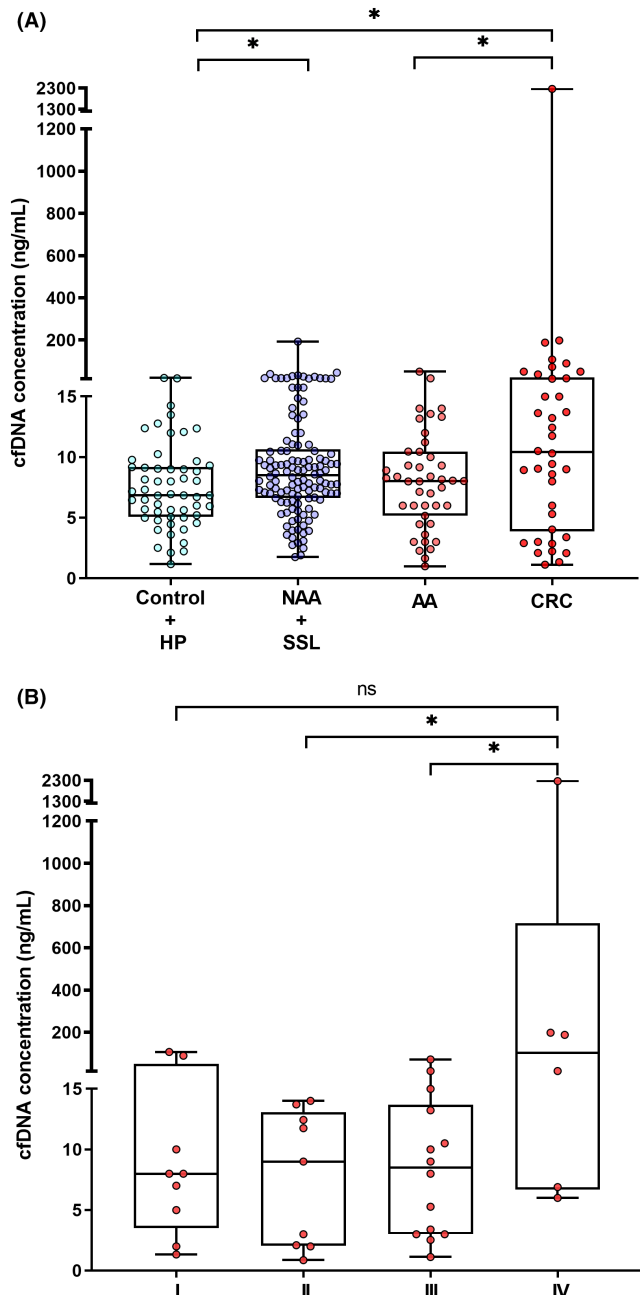 (A)
*
*
*
2300
1300
1200
1000
800
600
400
200
15
10
5
0
cfDNA concentration (ng/mL)
Control
+
HP
NAA
+
SSL
AA
CRC
(B)
ns
*
*
2300
1300
1200
1000
800
600
400
200
15
10
5
0
cfDNA concentration (ng/mL)
I
II
III
IV